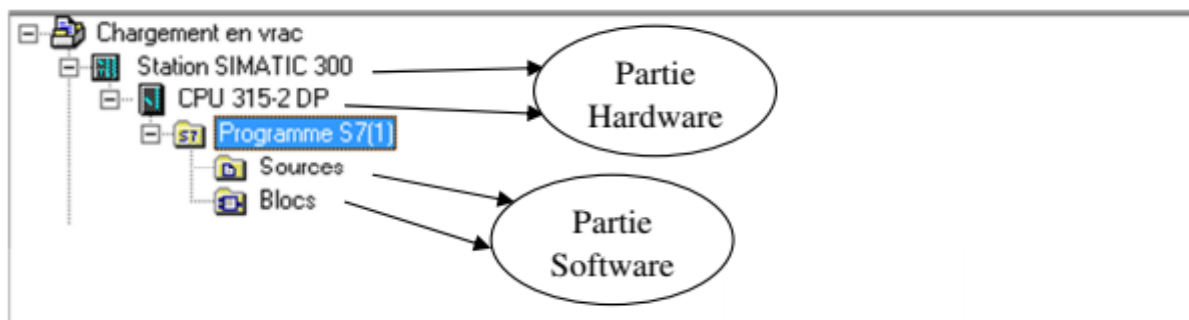 Chargement en vrac
Station SIMATIC 300
CPU 315-2 DP
S7 Programme S7(1)
Sources
Blocs
Partie
Hardware
Partie
Software